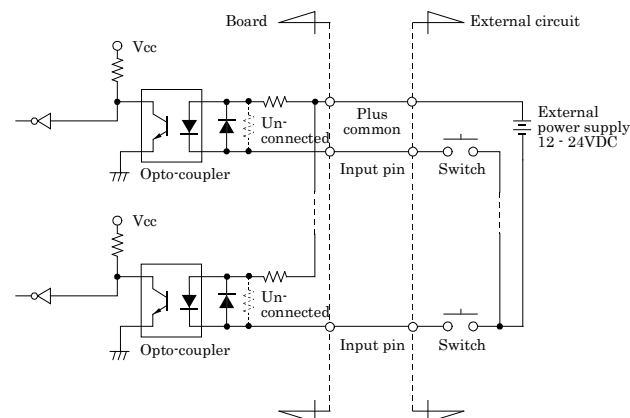 Board
External circuit
Vcc
Plus
common
External
power supply
12 - 24VDC
Un-
connected
Opto-coupler
Input pin
Switch
Vcc
Un-
connected
Opto-coupler
Input pin
Switch